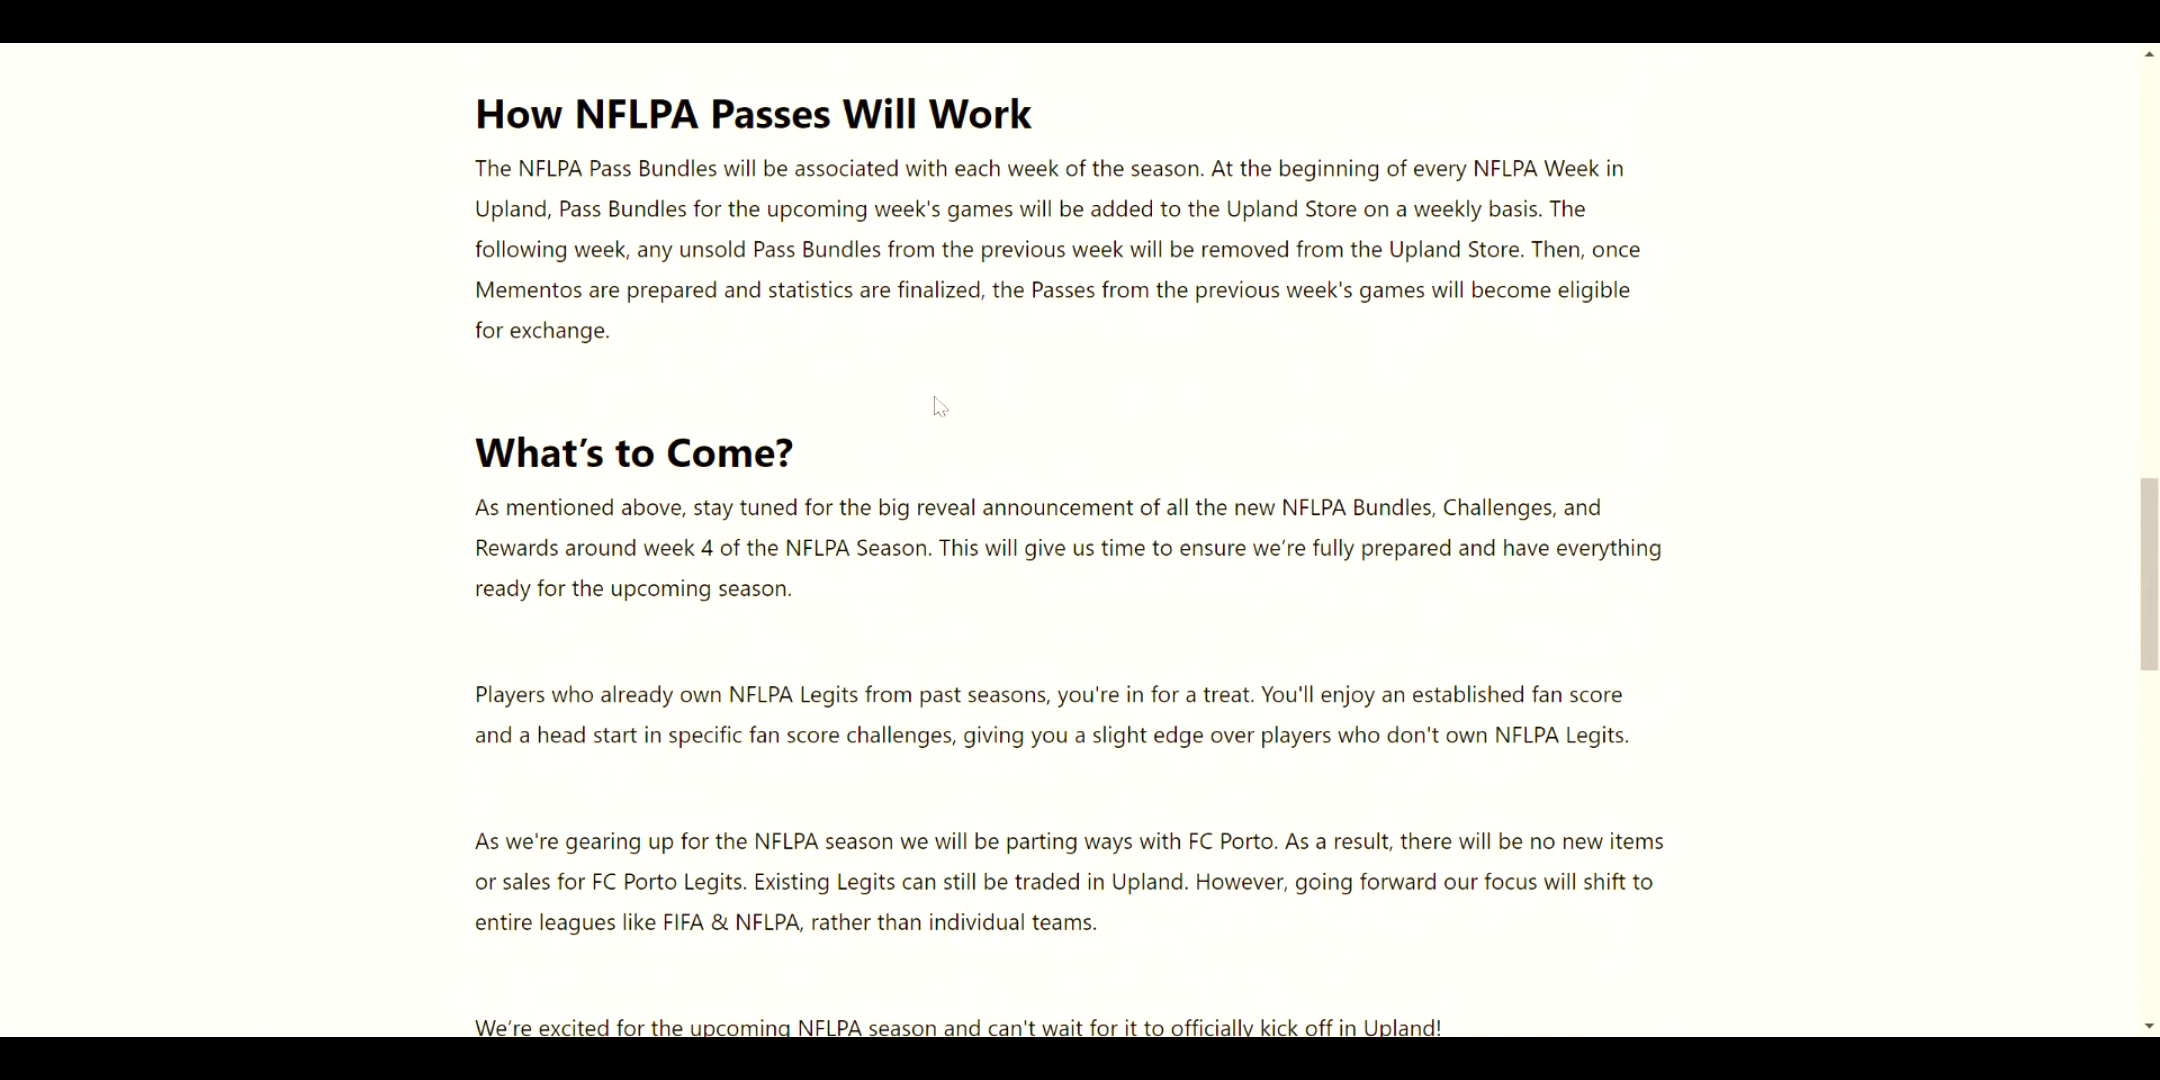 How NFLPA Passes Will Work
The NFLPA Pass Bundles will be associated with each week of the season. At the beginning of every NFLPA Week in
Upland, Pass Bundles for the upcoming week's games will be added to the Upland Store on a weekly basis. The
following week, any unsold Pass Bundles from the previous week will be removed from the Upland Store. Then, once
Mementos are prepared and statistics are finalized, the Passes from the previous week's games will become eligible
for exchange.
What’s to Come?
As mentioned above, stay tuned for the big reveal announcement of all the new NFLPA Bundles, Challenges, and
Rewards around week 4 of the NFLPA Season. This will give us time to ensure we’re fully prepared and have everything
ready for the upcoming season.
Players who already own NFLPA Legits from past seasons, you're in for a treat. You'll enjoy an established fan score
and a head start in specific fan score challenges, giving you a slight edge over players who don't own NFLPA Legits.
As we're gearing up for the NFLPA season we will be parting ways with FC Porto. As a result, there will be no new items
or sales for FC Porto Legits. Existing Legits can still be traded in Upland. However, going forward our focus will shift to
entire leagues like FIFA & NFLPA, rather than individual teams.
We’re excited for the upcoming NFLPA season and can't wait for it to officially kick off in Upland!